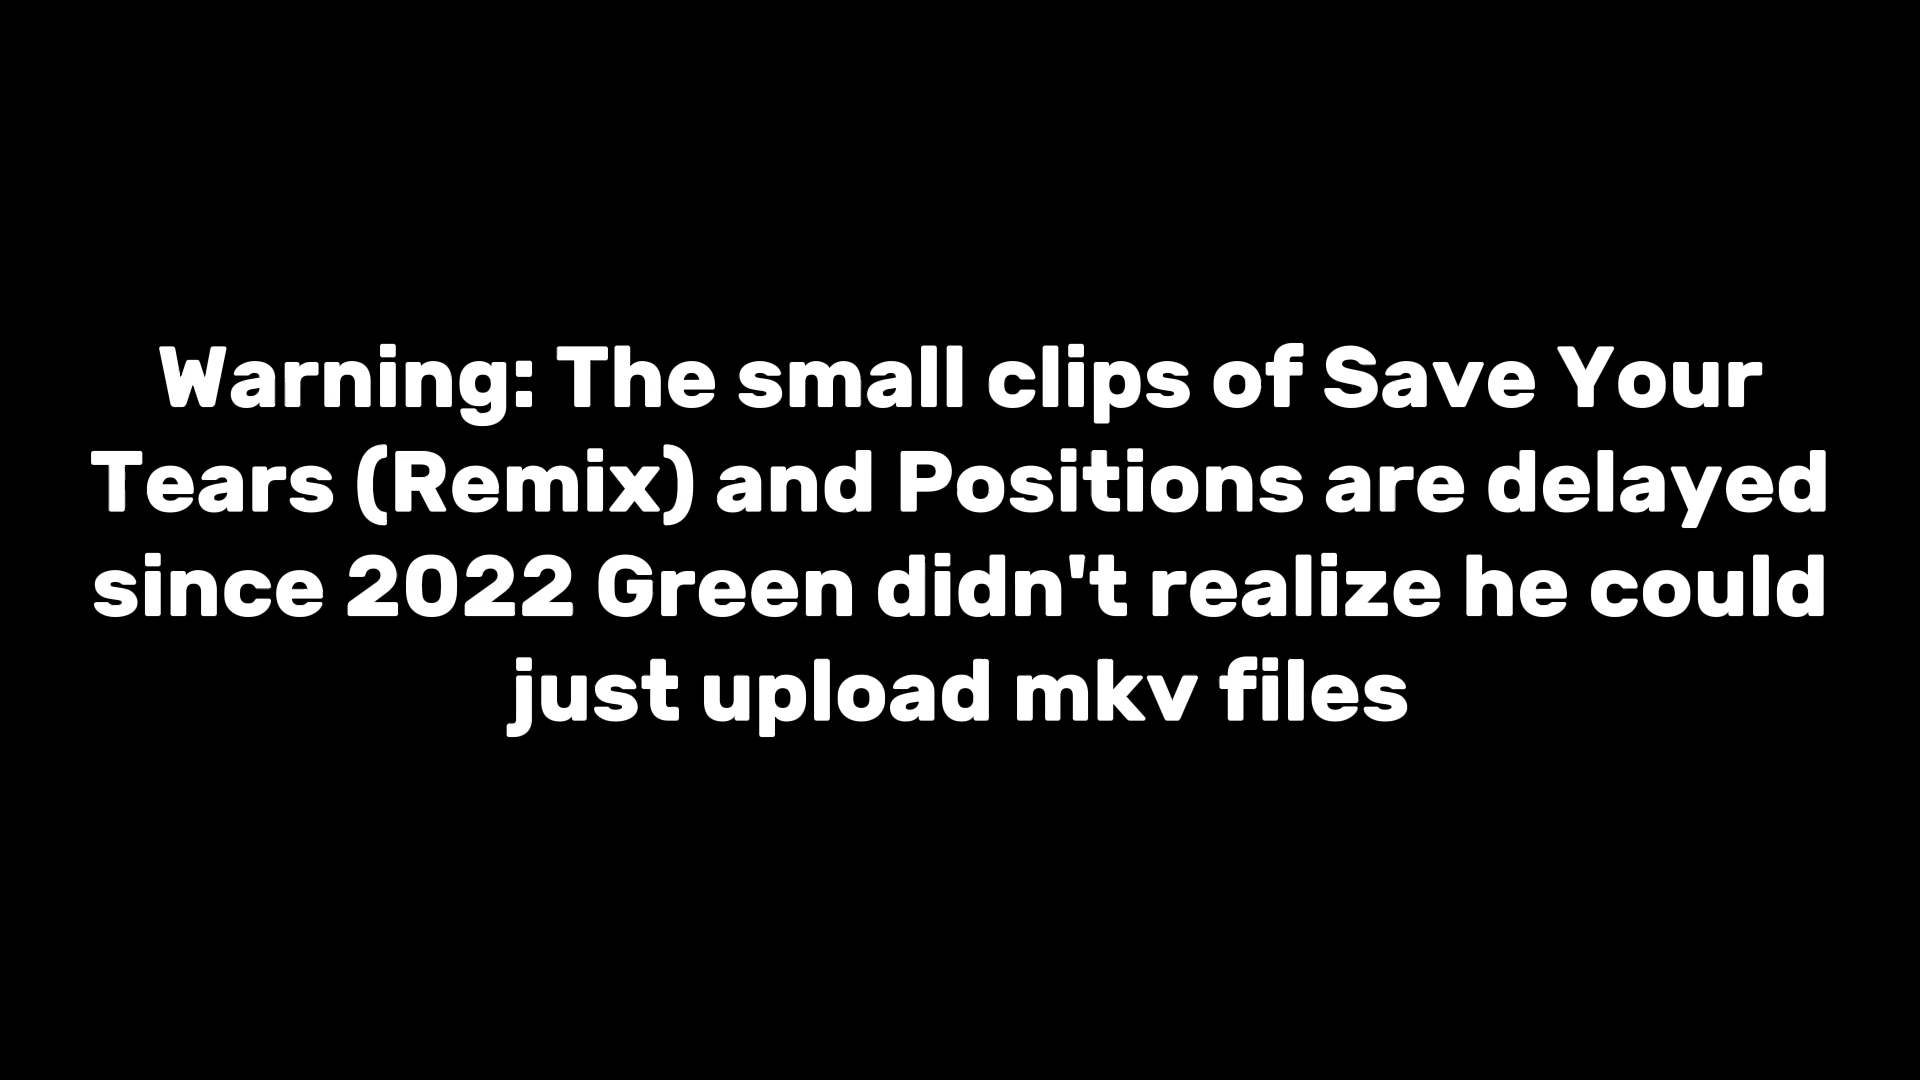 Warning: The small clips of Save Your
Tears (Remix) and Positions are delayed
since 2022 Green didn't realize he could
just upload mkv files